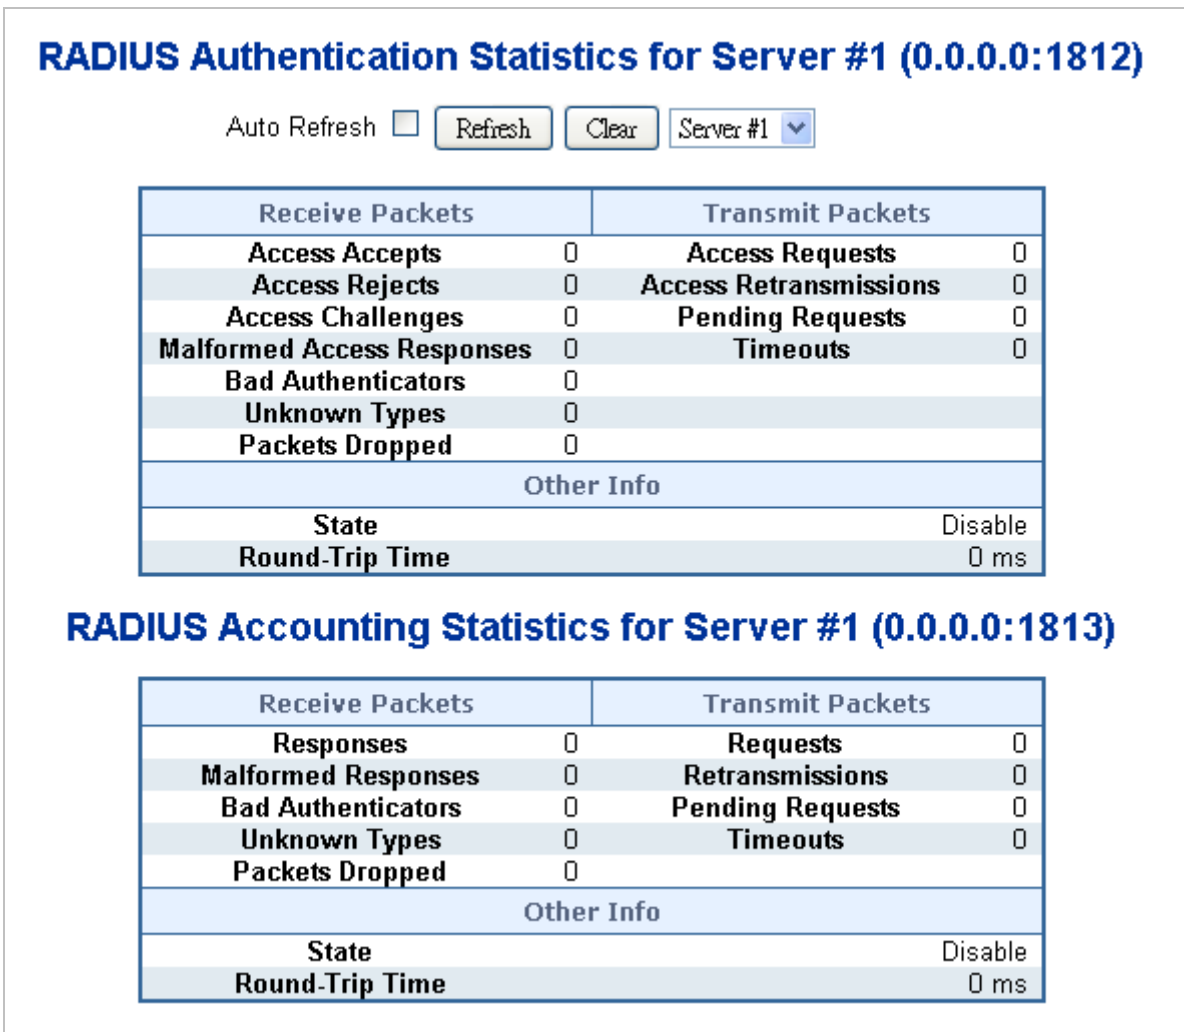 RADIUS Authentication Statistics for Server #1 (0.0.0.0:1812)
Auto Refresh Refresh Clear Server #1
Receive Packets Transmit Packets
Access Accepts 0 Access Requests 0
Access Rejects 0 Access Retransmissions 0
Access Challenges 0 Pending Requests 0
Malformed Access Responses 0 Timeouts 0
Bad Authenticators 0
Unknown Types 0
Packets Dropped 0
Other Info
State Disable
Round-Trip Time 0 ms
RADIUS Accounting Statistics for Server #1 (0.0.0.0:1813)
Receive Packets Transmit Packets
Responses 0 Requests 0
Malformed Responses 0 Retransmissions 0
Bad Authenticators 0 Pending Requests 0
Unknown Types 0 Timeouts 0
Packets Dropped 0
Other Info
State Disable
Round-Trip Time 0 ms